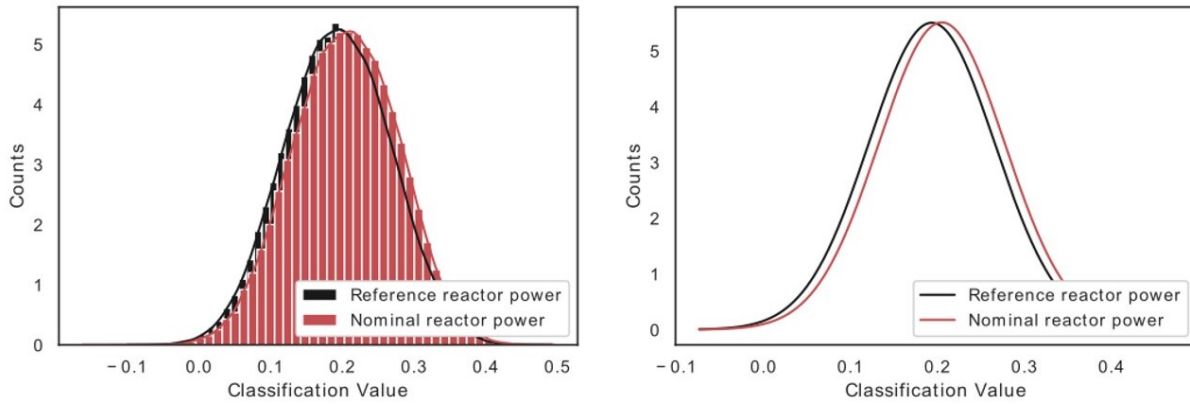 Counts
5
4
3
2
1
0
−0.1 0.0 0.1 0.2 0.3 0.4 0.5
Classification Value
Reference reactor power
Nominal reactor power
Counts
5
4
3
2
1
0
−0.1 0.0 0.1 0.2 0.3 0.4
Classification Value
Reference reactor power
Nominal reactor power